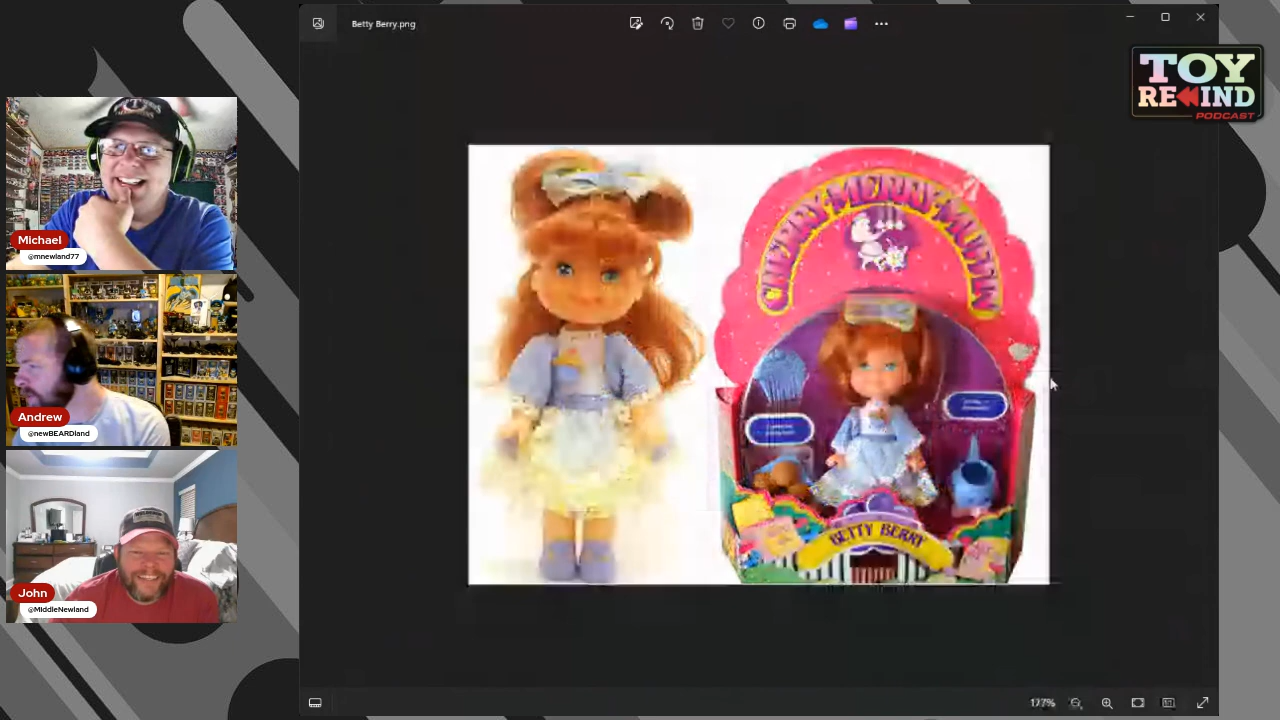 Betty Berry.png
TOY
REWIND
PODCAST
Michael
@mnewland77
CHERRY·MERRY·MUFFIN
BETTY BERRY
Andrew
@newBEARDland
John
@MiddleNewland
177%